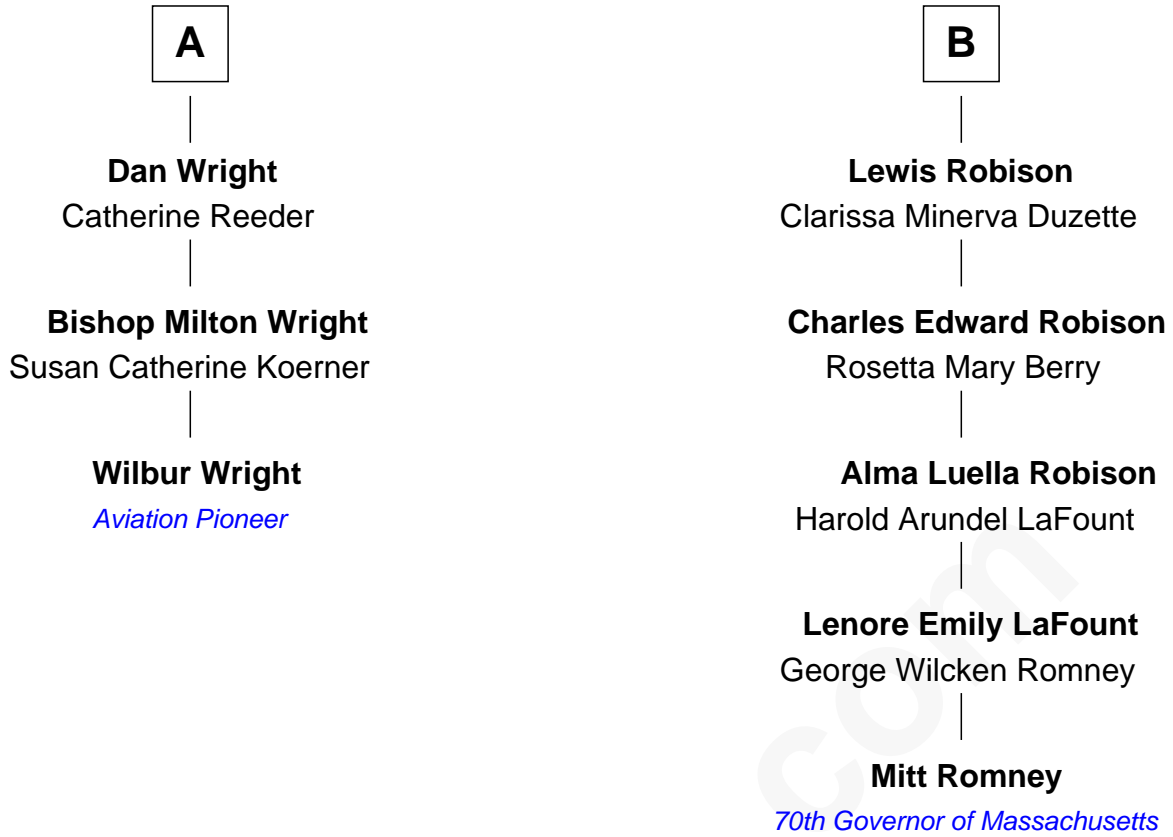 A
Dan Wright
Catherine Reeder
Bishop Milton Wright
Susan Catherine Koerner
Wilbur Wright
Aviation Pioneer
B
Lewis Robison
Clarissa Minerva Duzette
Charles Edward Robison
Rosetta Mary Berry
Alma Luella Robison
Harold Arundel LaFount
Lenore Emily LaFount
George Wilcken Romney
Mitt Romney
70th Governor of Massachusetts
com